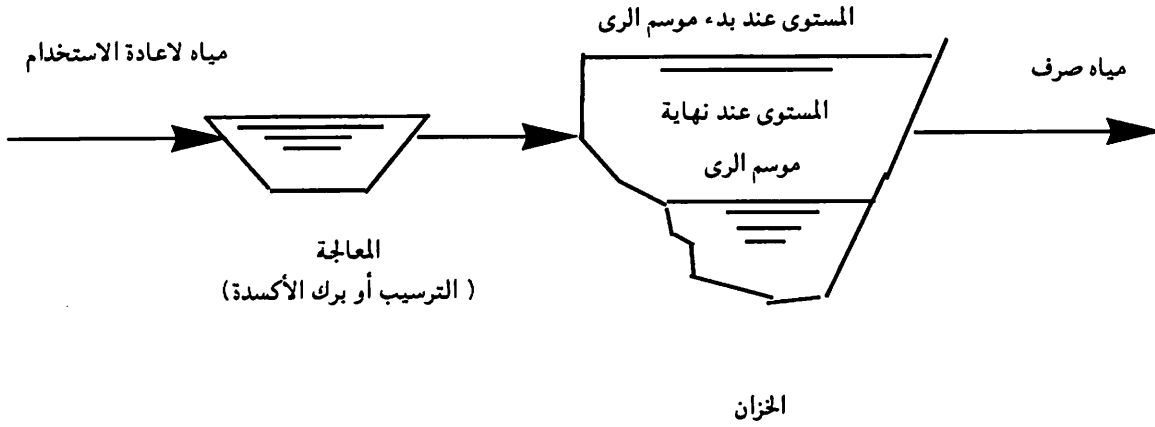 المستوى عند بدء موسم الرى
مياه لاعادة الاستخدام
مياه صرف
المستوى عند نهاية
موسم الرى
المعالجة
( الترسيب أو برك الأكسدة)
الخزان